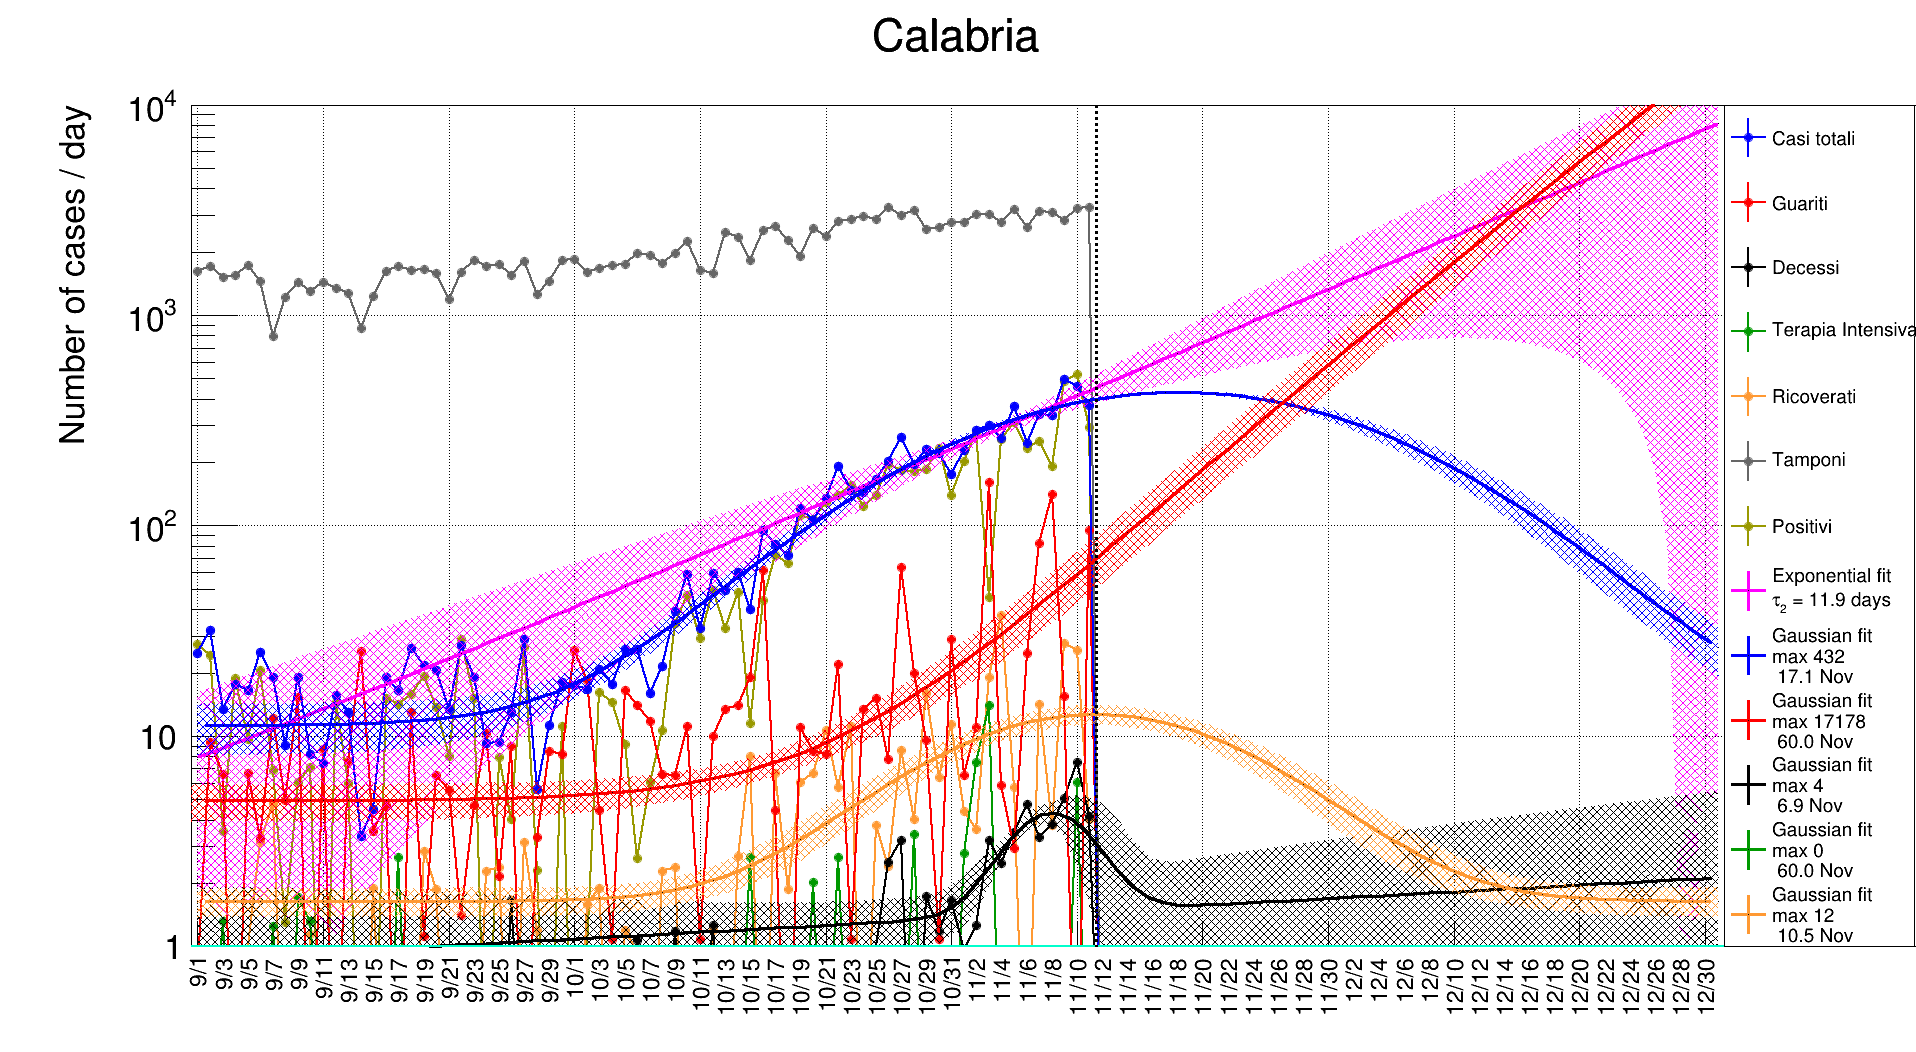 Calabria
Number of cases / day
10^4
10^3
10^2
10
1
9/1
9/3
9/5
9/7
9/9
9/11
9/13
9/15
9/17
9/19
9/21
9/23
9/25
9/27
9/29
10/1
10/3
10/5
10/7
10/9
10/11
10/13
10/15
10/17
10/19
10/21
10/23
10/25
10/27
10/29
10/31
11/2
11/4
11/6
11/8
11/10
11/12
11/14
11/16
11/18
11/20
11/22
11/24
11/26
11/28
11/30
12/2
12/4
12/6
12/8
12/10
12/12
12/14
12/16
12/18
12/20
12/22
12/24
12/26
12/28
12/30
Casi totali
Guariti
Decessi
Terapia Intensiva
Ricoverati
Tamponi
Positivi
Exponential fit
τ₂ = 11.9 days
Gaussian fit
max 432
17.1 Nov
Gaussian fit
max 17178
60.0 Nov
Gaussian fit
max 4
6.9 Nov
Gaussian fit
max 0
60.0 Nov
Gaussian fit
max 12
10.5 Nov